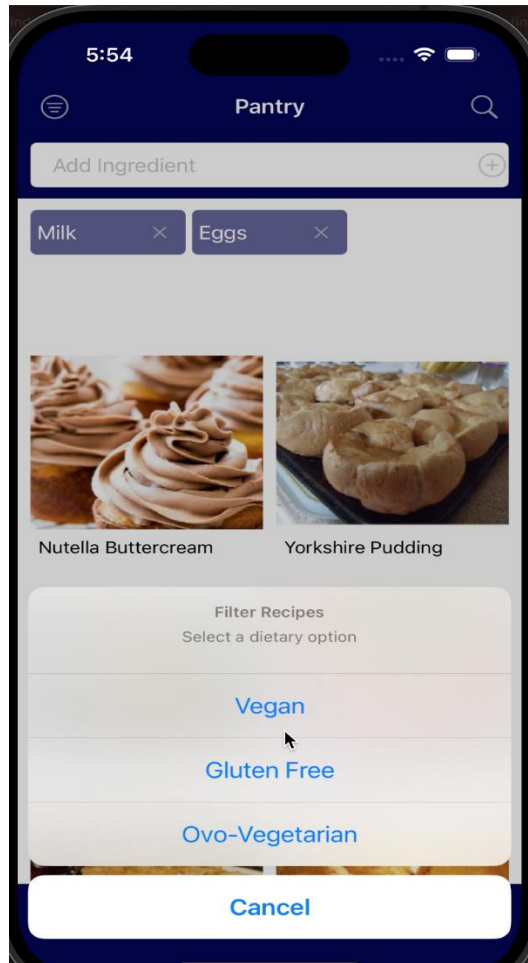 5:54
Pantry
Add Ingredient
Milk
Eggs
Nutella Buttercream
Yorkshire Pudding
Filter Recipes
Select a dietary option
Vegan
Gluten Free
Ovo-Vegetarian
Cancel